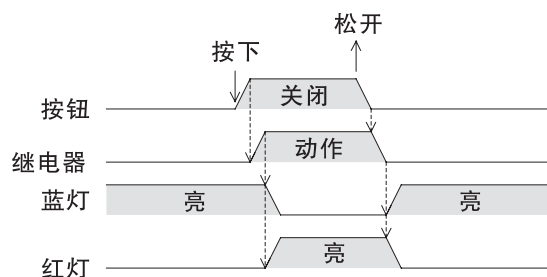 松开
按下
按钮 关闭
继电器 动作
蓝灯 亮 亮
红灯 亮